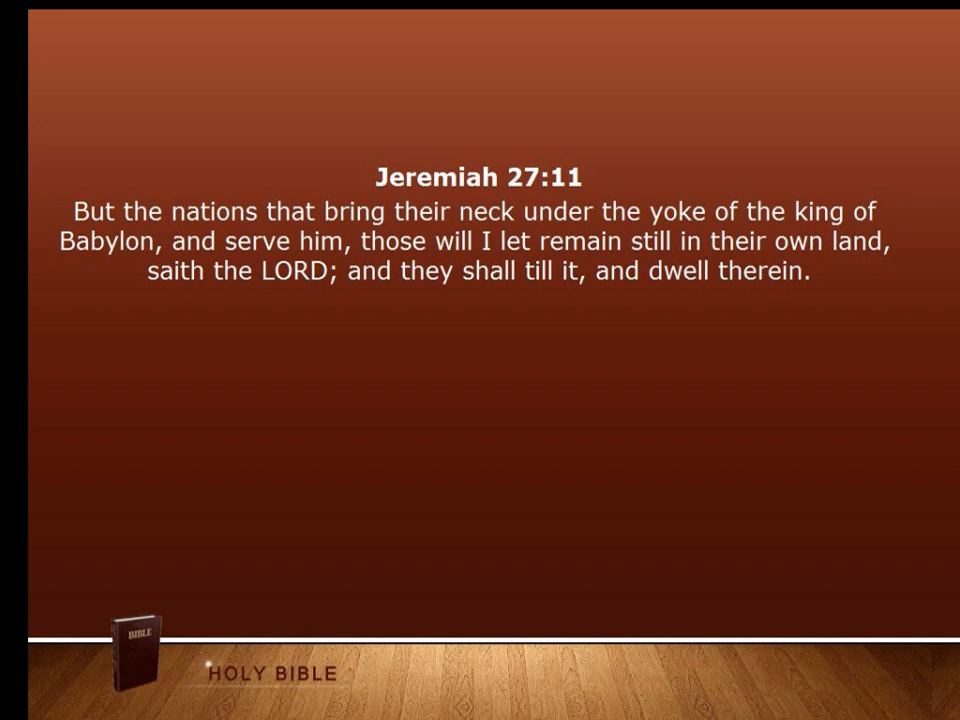 Jeremiah 27:11
But the nations that bring their neck under the yoke of the king of
Babylon, and serve him, those will I let remain still in their own land,
saith the LORD; and they shall till it, and dwell therein.
BIBLE
HOLY BIBLE